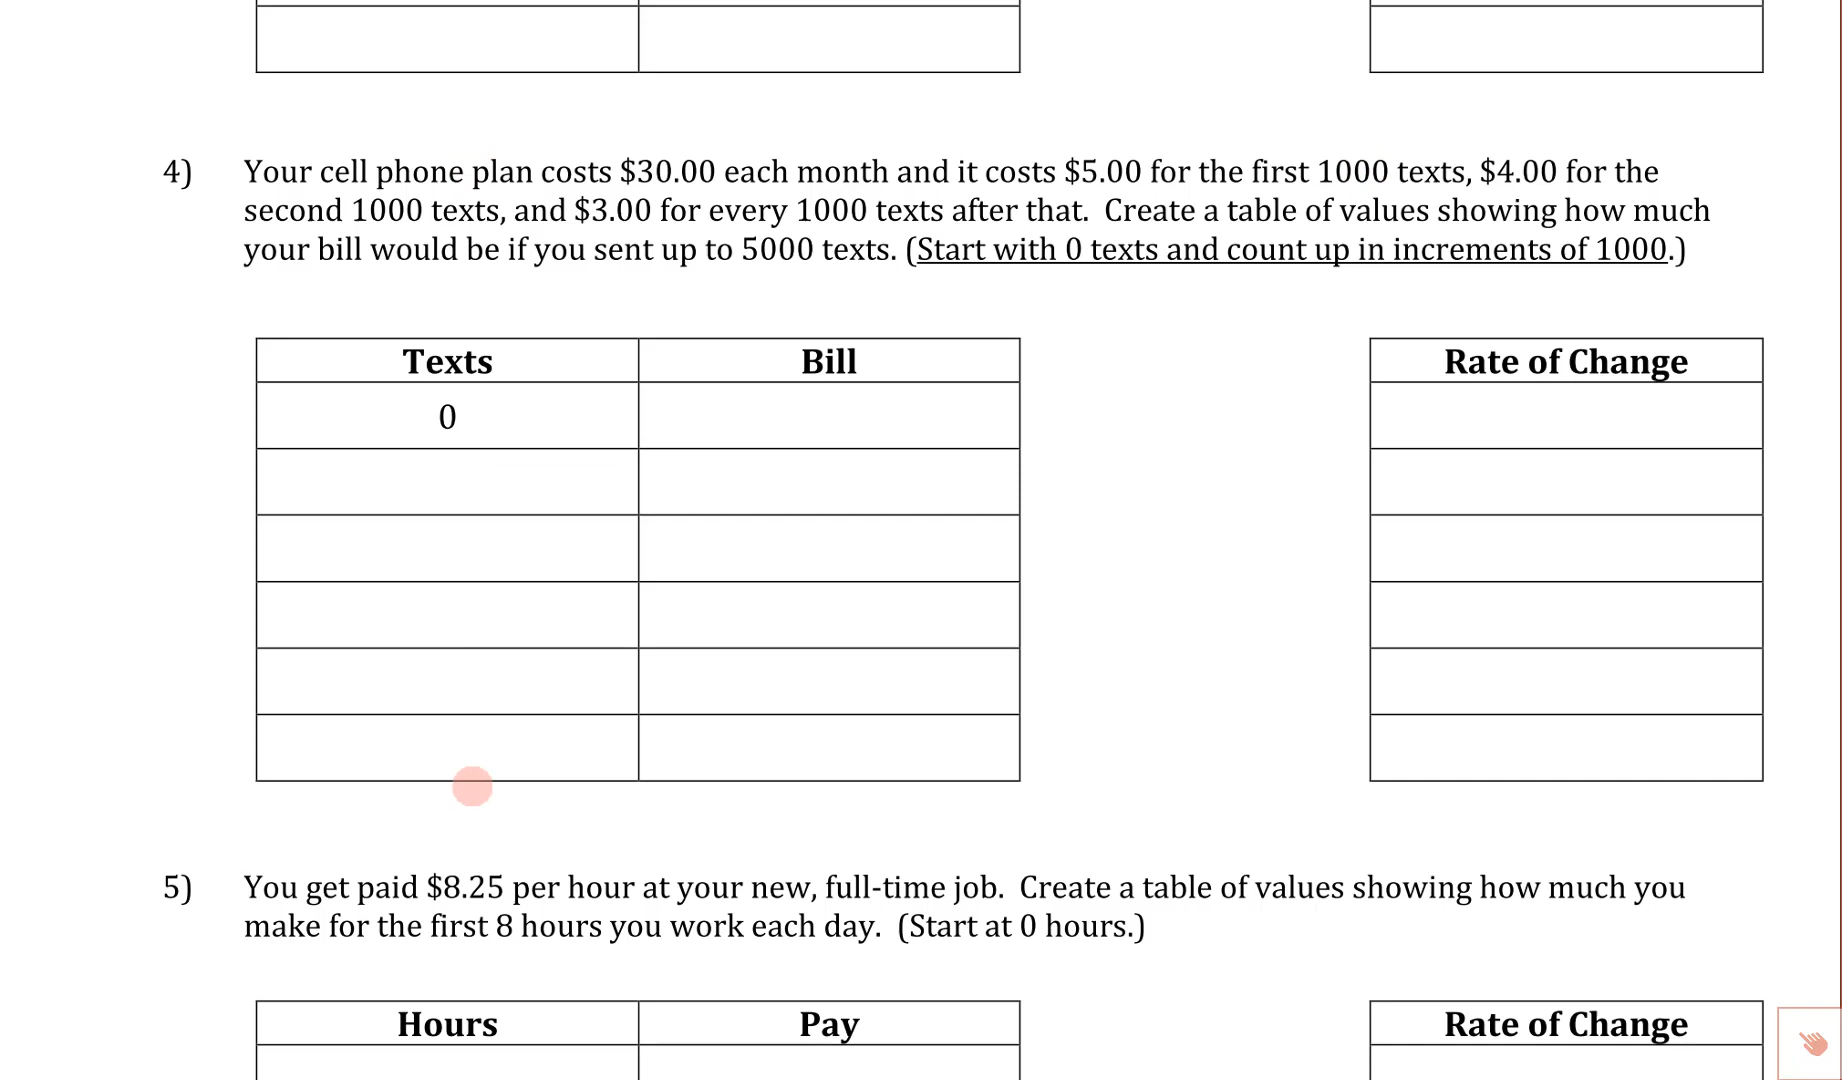 4) Your cell phone plan costs $30.00 each month and it costs $5.00 for the first 1000 texts, $4.00 for the
second 1000 texts, and $3.00 for every 1000 texts after that.  Create a table of values showing how much
your bill would be if you sent up to 5000 texts. (Start with 0 texts and count up in increments of 1000.)
Texts Bill Rate of Change
0
5) You get paid $8.25 per hour at your new, full-time job.  Create a table of values showing how much you
make for the first 8 hours you work each day.  (Start at 0 hours.)
Hours Pay Rate of Change